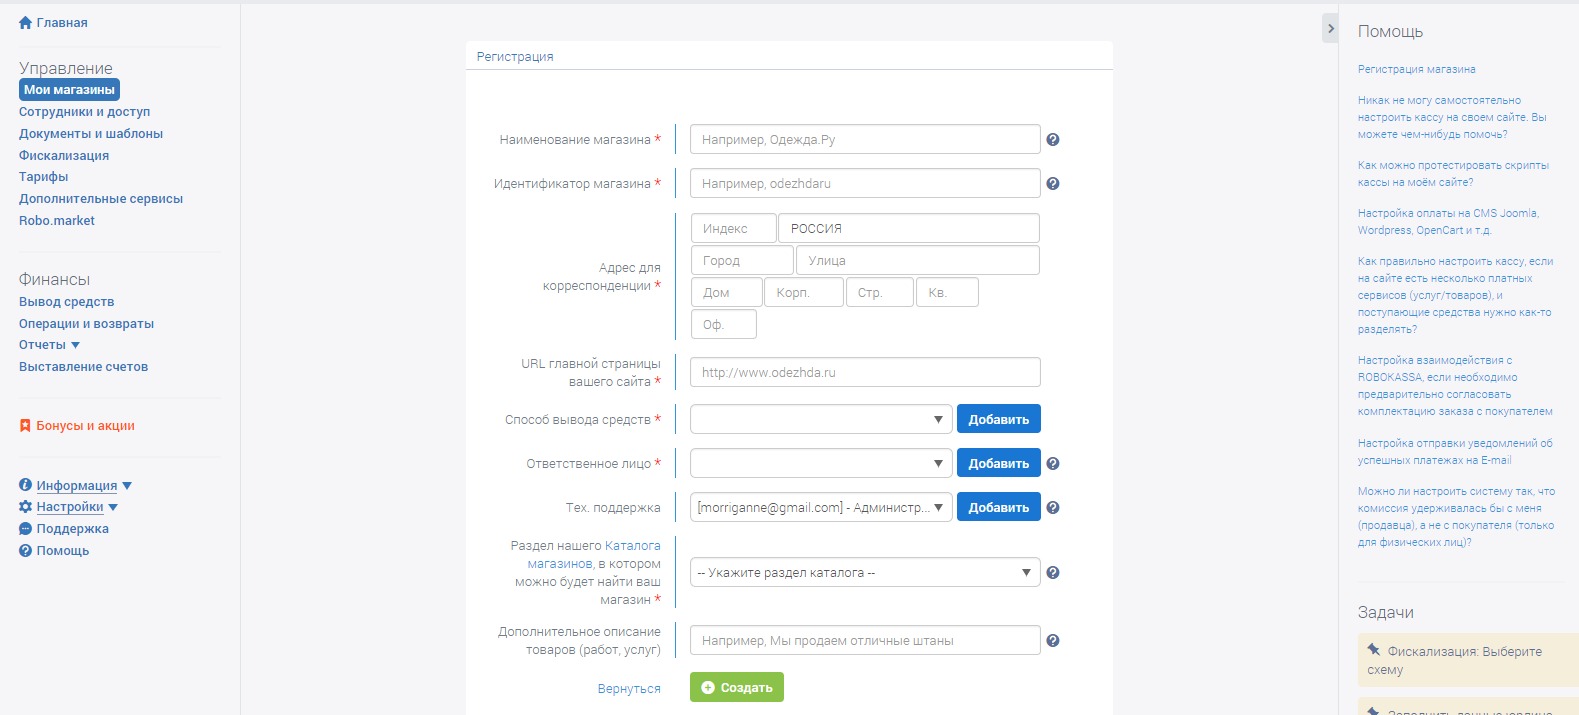 Главная
Управление
Мои магазины
Сотрудники и доступ
Документы и шаблоны
Фискализация
Тарифы
Дополнительные сервисы
Robo.market
Финансы
Вывод средств
Операции и возвраты
Отчеты
Выставление счетов
Бонусы и акции
Информация
Настройки
Поддержка
Помощь
Регистрация
Наименование магазина *
Например, Одежда.Ру
Идентификатор магазина *
Например, odezhdaru
Адрес для
корреспонденции *
Индекс РОССИЯ
Город Улица
Дом Корп. Стр. Кв.
Оф.
URL главной страницы
вашего сайта *
http://www.odezhda.ru
Способ вывода средств *
Добавить
Ответственное лицо *
Добавить
Тех. поддержка
[morriganne@gmail.com] - Администр...
Добавить
Раздел нашего Каталога
магазинов, в котором
можно будет найти ваш
магазин *
-- Укажите раздел каталога --
Дополнительное описание
товаров (работ, услуг)
Например, Мы продаем отличные штаны
Вернуться
Создать
Помощь
Регистрация магазина
Никак не могу самостоятельно
настроить кассу на своем сайте. Вы
можете чем-нибудь помочь?
Как можно протестировать скрипты
кассы на моём сайте?
Настройка оплаты на CMS Joomla,
Wordpress, OpenCart и т.д.
Как правильно настроить кассу, если
на сайте есть несколько платных
сервисов (услуг/товаров), и
поступающие средства нужно как-то
разделять?
Настройка взаимодействия с
ROBOKASSA, если необходимо
предварительно согласовать
комплектацию заказа с покупателем
Настройка отправки уведомлений об
успешных платежах на E-mail
Можно ли настроить систему так, что
комиссия удерживалась бы с меня
(продавца), а не с покупателя (только
для физических лиц)?
Задачи
Фискализация: Выберите
схему